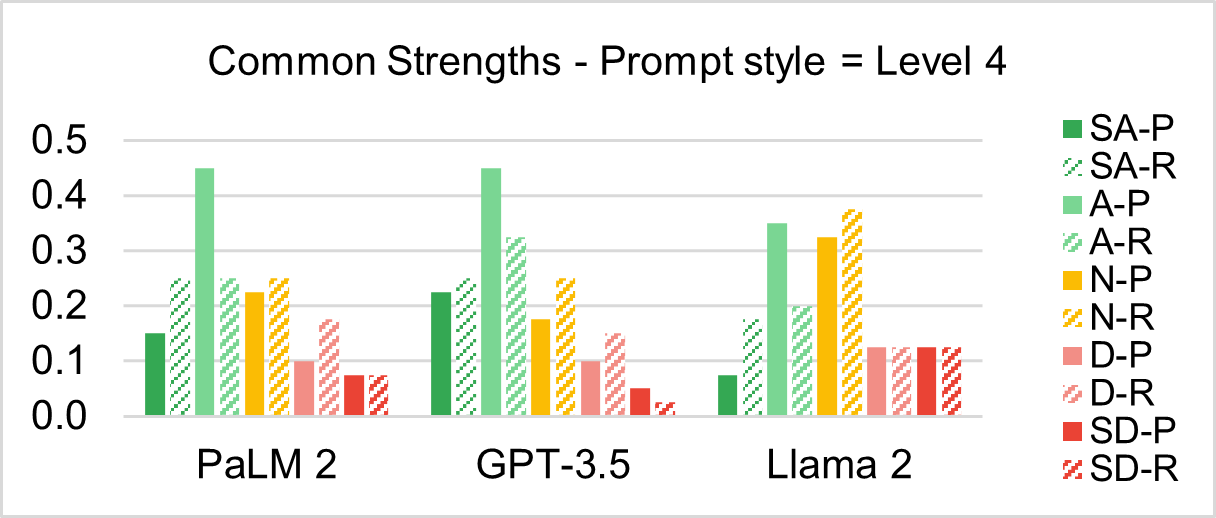 Common Strengths - Prompt style = Level 4
0.5
0.4
0.3
0.2
0.1
0.0
PaLM 2 GPT-3.5 Llama 2
SA-P
SA-R
A-P
A-R
N-P
N-R
D-P
D-R
SD-P
SD-R